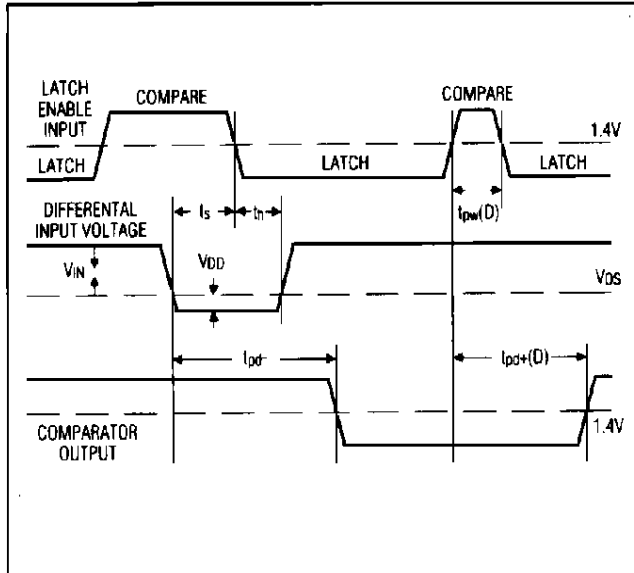 LATCH
ENABLE
INPUT
COMPARE
COMPARE
1.4V
LATCH
LATCH
LATCH
tpw(D)
DIFFERENTAL
INPUT VOLTAGE
ts
th
VIN
VDD
VOS
tpd
tpd+(D)
COMPARATOR
OUTPUT
1.4V